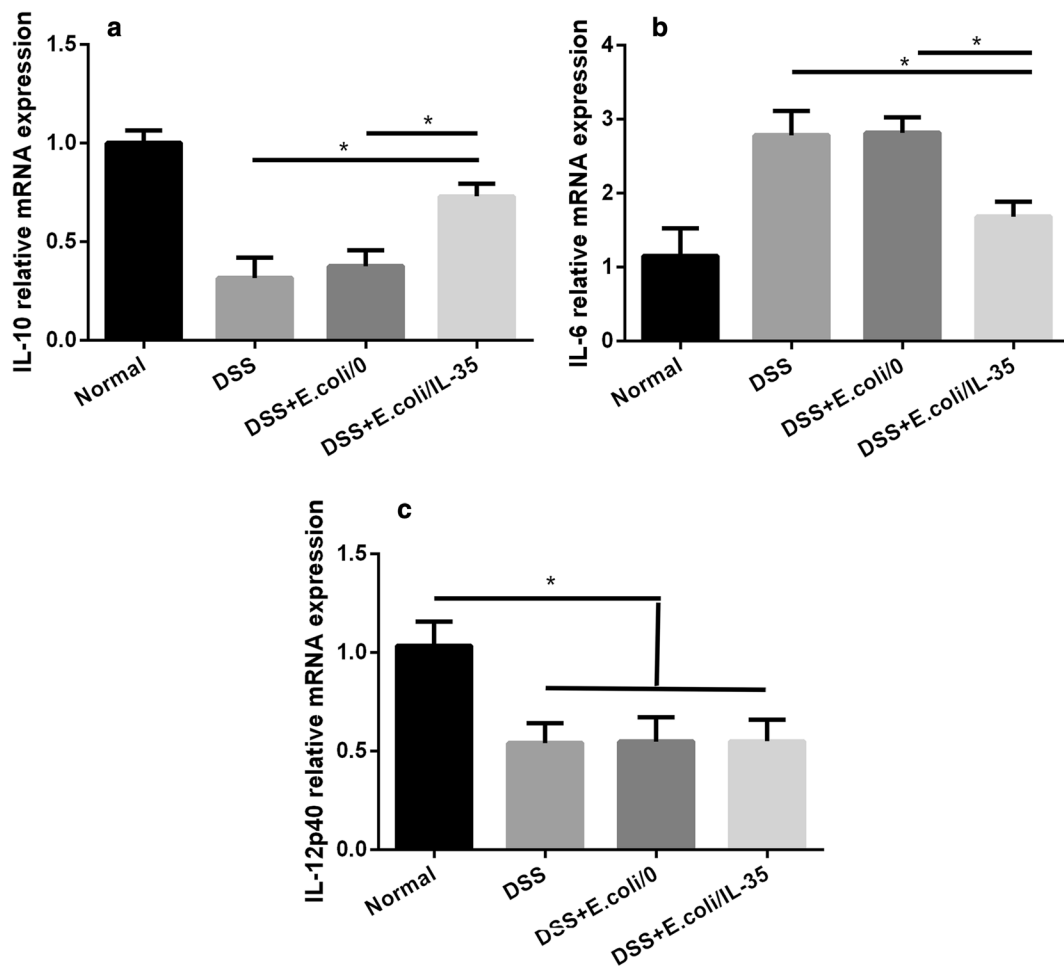 a
IL-10 relative mRNA expression
1.5
1.0
0.5
0.0
*
*
Normal
DSS
DSS+E.coli/0
DSS+E.coli/IL-35
b
IL-6 relative mRNA expression
4
3
2
1
0
*
*
Normal
DSS
DSS+E.coli/0
DSS+E.coli/IL-35
c
IL-12p40 relative mRNA expression
1.5
1.0
0.5
0.0
*
Normal
DSS
DSS+E.coli/0
DSS+E.coli/IL-35